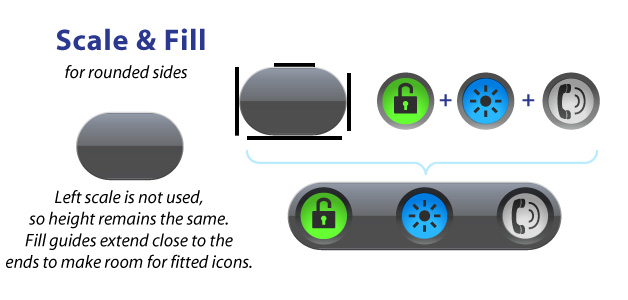 Scale & Fill
for rounded sides
+
+
Left scale is not used,
so height remains the same.
Fill guides extend close to the
ends to make room for fitted icons.